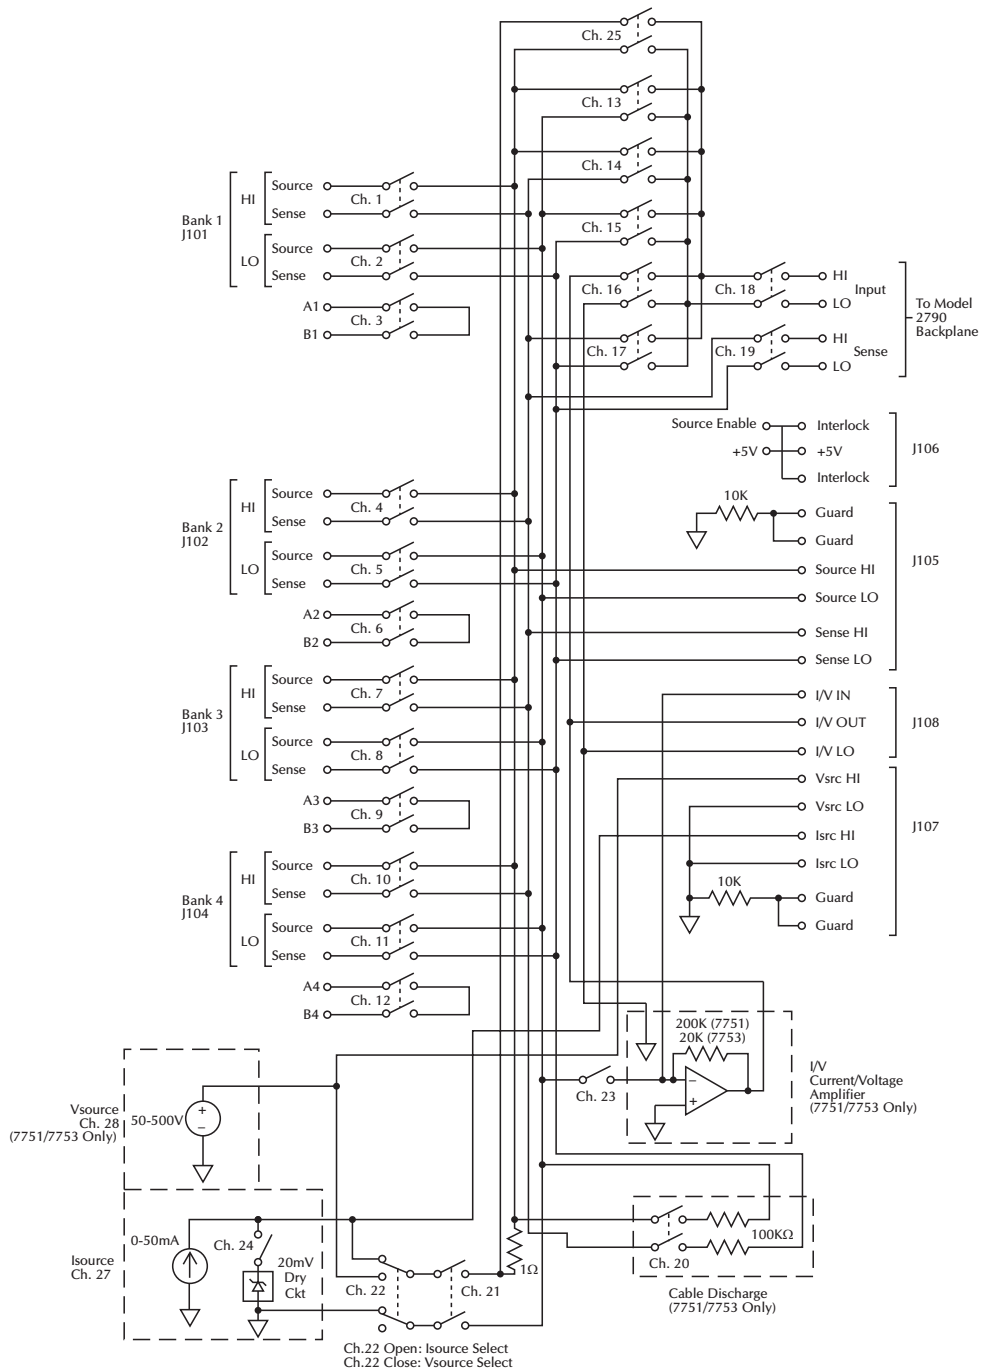 Ch. 25
Ch. 13
Ch. 14
Ch. 15
Ch. 16
Ch. 17
Ch. 18
Ch. 19
HI
Input
LO
HI
Sense
LO
To Model
2790
Backplane
Bank 1
J101
HI
Source
Sense
Ch. 1
LO
Source
Sense
Ch. 2
A1
B1
Ch. 3
Source Enable
+5V
Interlock
+5V
Interlock
J106
Bank 2
J102
HI
Source
Sense
Ch. 4
LO
Source
Sense
Ch. 5
A2
B2
Ch. 6
10K
Guard
Guard
Source HI
Source LO
Sense HI
Sense LO
J105
Bank 3
J103
HI
Source
Sense
Ch. 7
LO
Source
Sense
Ch. 8
A3
B3
Ch. 9
I/V IN
I/V OUT
I/V LO
J108
Vsrc HI
Vsrc LO
Isrc HI
Isrc LO
10K
Guard
Guard
J107
Bank 4
J104
HI
Source
Sense
Ch. 10
LO
Source
Sense
Ch. 11
A4
B4
Ch. 12
200K (7751)
20K (7753)
−
+
Ch. 23
I/V
Current/Voltage
Amplifier
(7751/7753 Only)
Vsource
Ch. 28
(7751/7753 Only)
50-500V
+
−
Isource
Ch. 27
0-50mA
Ch. 24
20mV
Dry
Ckt
Ch. 22
Ch. 21
1Ω
Ch. 20
100KΩ
Cable Discharge
(7751/7753 Only)
Ch.22 Open: Isource Select
Ch.22 Close: Vsource Select